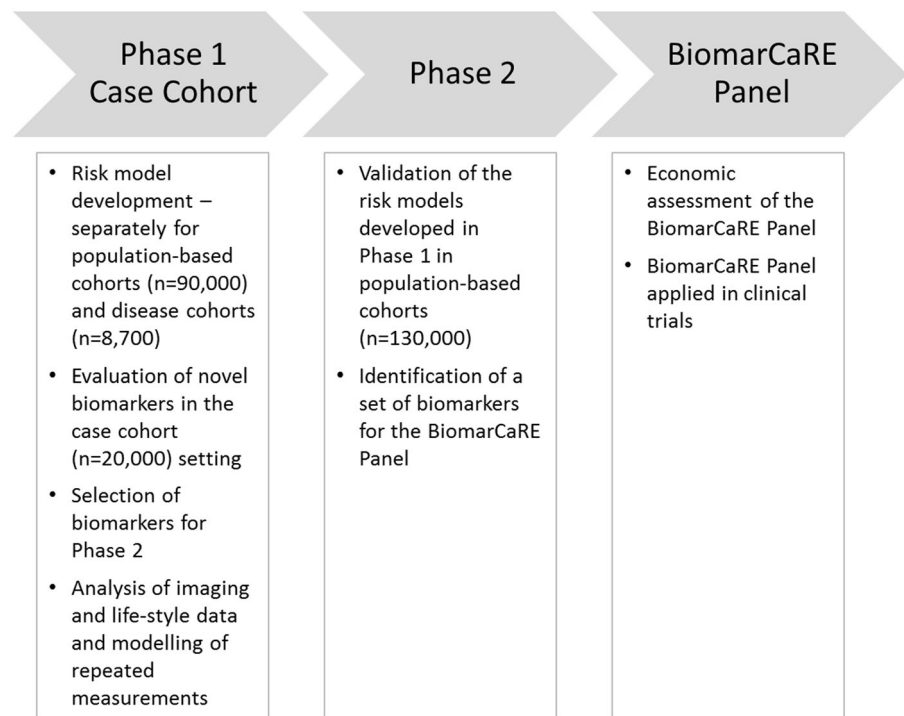 Phase 1
Case Cohort
• Risk model
development –
separately for
population-based
cohorts (n=90,000)
and disease cohorts
(n=8,700)
• Evaluation of novel
biomarkers in the
case cohort
(n=20,000) setting
• Selection of
biomarkers for
Phase 2
• Analysis of imaging
and life-style data
and modelling of
repeated
measurements
Phase 2
• Validation of the
risk models
developed in
Phase 1 in
population-based
cohorts
(n=130,000)
• Identification of a
set of biomarkers
for the BiomarCaRE
Panel
BiomarCaRE
Panel
• Economic
assessment of the
BiomarCaRE Panel
• BiomarCaRE Panel
applied in clinical
trials